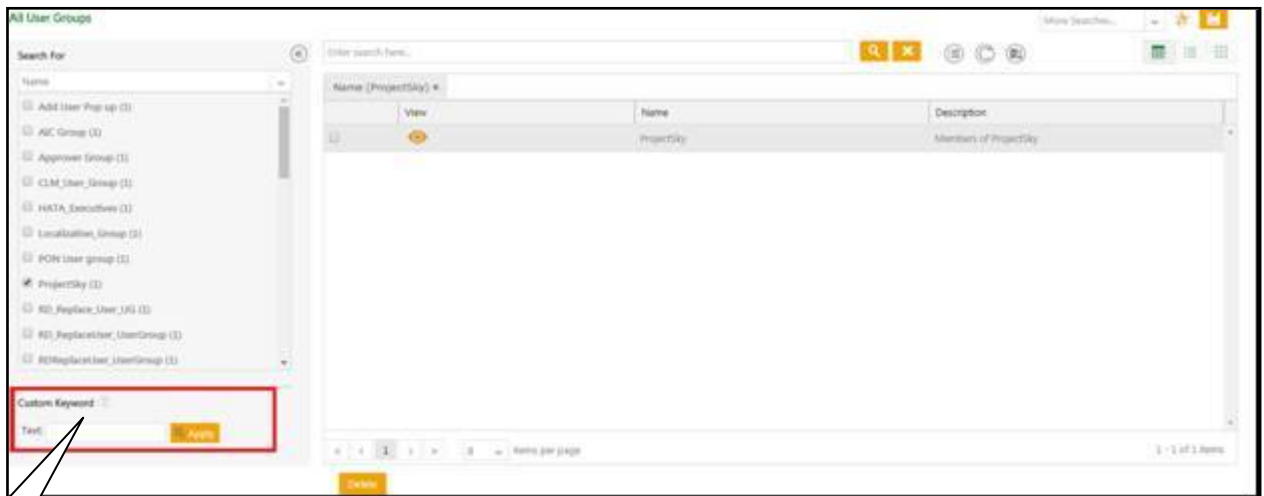 All User Groups
More Searches...
Search For
Enter search here...
Name
Name (ProjectSky) ×
View Name Description
ProjectSky Members of ProjectSky
Add User Pop up (1)
AIC Group (1)
Approver Group (1)
CLM_User_Group (1)
HATA_Executives (1)
Localization_Group (1)
PON User group (1)
ProjectSky (1)
RD_Replace_User_UG (1)
RD_ReplaceUser_UserGroup (1)
RDReplaceUser_UserGroup (1)
Custom Keyword
Text: Apply
1 items per page 1 - 1 of 1 items
Delete